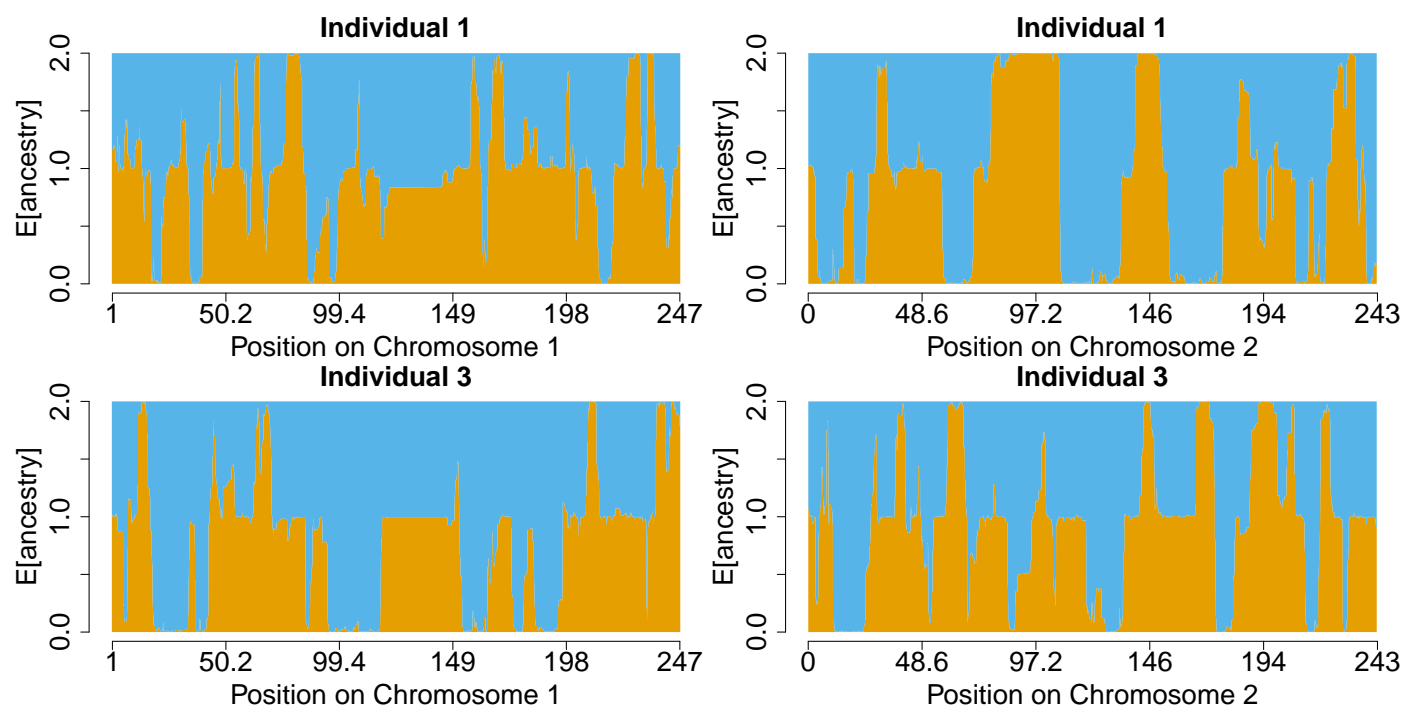 Individual 1
E[ancestry]
2.0
1.0
0.0
1 50.2 99.4 149 198 247
Position on Chromosome 1
Individual 1
E[ancestry]
2.0
1.0
0.0
0 48.6 97.2 146 194 243
Position on Chromosome 2
Individual 3
E[ancestry]
2.0
1.0
0.0
1 50.2 99.4 149 198 247
Position on Chromosome 1
Individual 3
E[ancestry]
2.0
1.0
0.0
0 48.6 97.2 146 194 243
Position on Chromosome 2